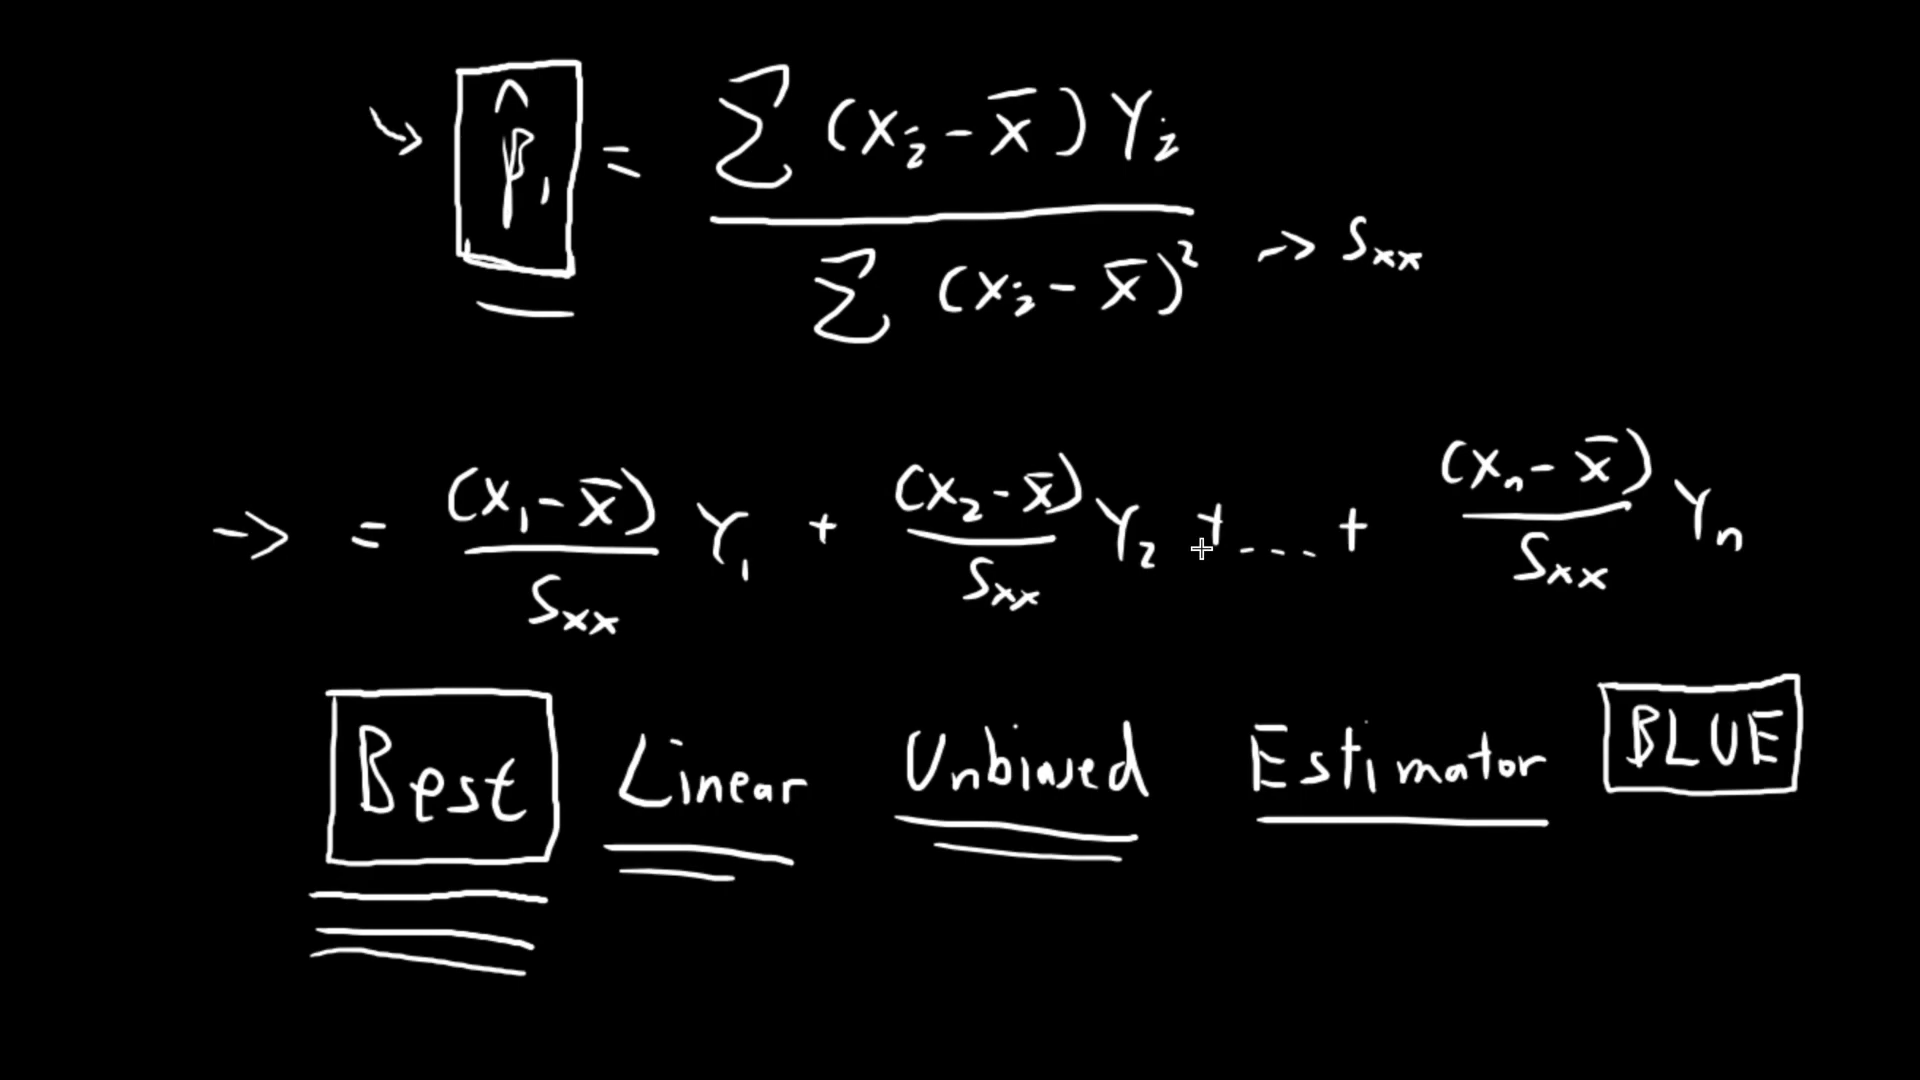 β̂₁ = Σ (xᵢ - x̄) Yᵢ / Σ (xᵢ - x̄)² → Sxx
→ = (x₁ - x̄)/Sxx Y₁ + (x₂ - x̄)/Sxx Y₂ + ... + (xₙ - x̄)/Sxx Yₙ
Best Linear Unbiased Estimator BLUE